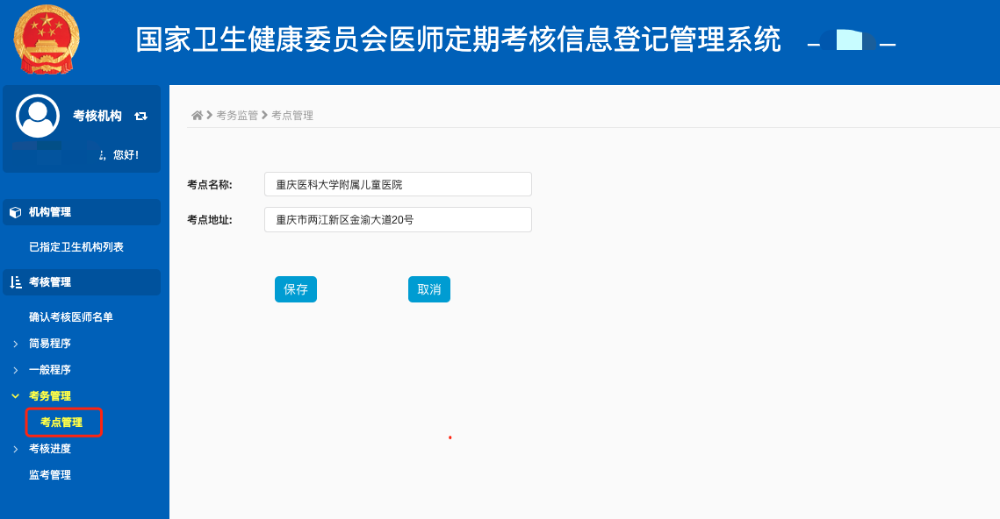 国家卫生健康委员会医师定期考核信息登记管理系统
考核机构
您好!
机构管理
已指定卫生机构列表
考核管理
确认考核医师名单
简易程序
一般程序
考务管理
考点管理
考核进度
监考管理
考务监管 考点管理
考点名称: 重庆医科大学附属儿童医院
考点地址: 重庆市两江新区金渝大道20号
保存 取消